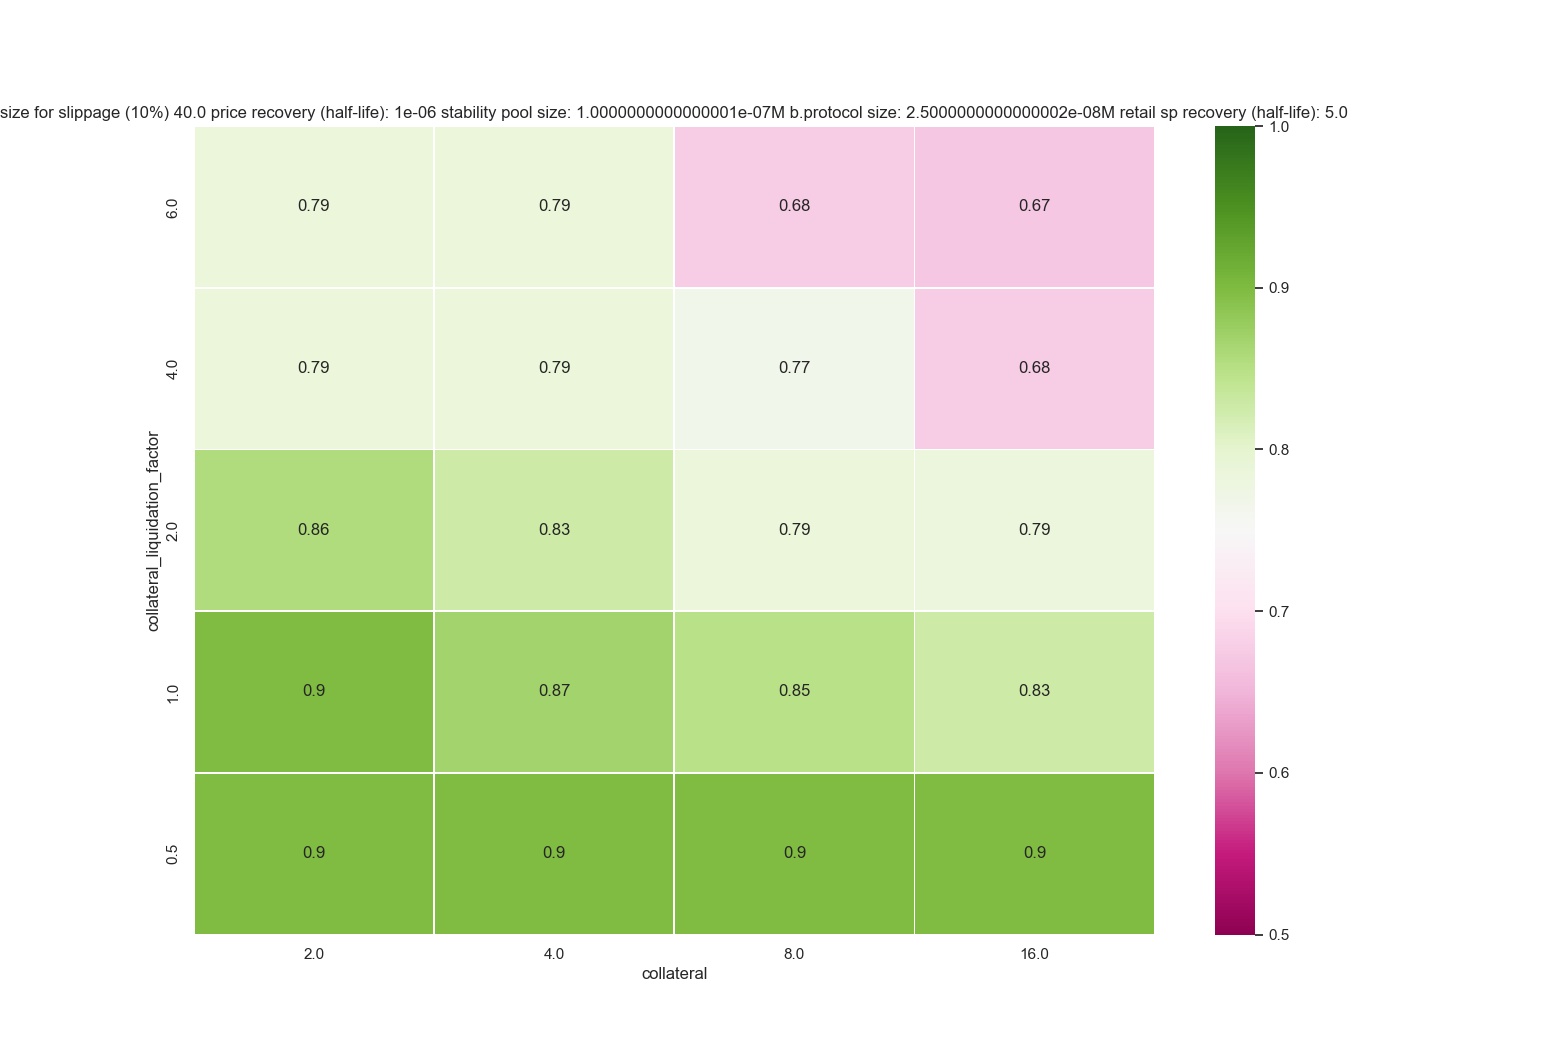 size for slippage (10%) 40.0 price recovery (half-life): 1e-06 stability pool size: 1.0000000000000001e-07M b.protocol size: 2.5000000000000002e-08M retail sp recovery (half-life): 5.0
1.0
6.0
0.79 0.79 0.68 0.67
0.9
4.0
0.79 0.79 0.77 0.68
0.8
collateral_liquidation_factor
2.0
0.86 0.83 0.79 0.79
0.7
1.0
0.9 0.87 0.85 0.83
0.6
0.5
0.9 0.9 0.9 0.9
0.5
2.0 4.0 8.0 16.0
collateral